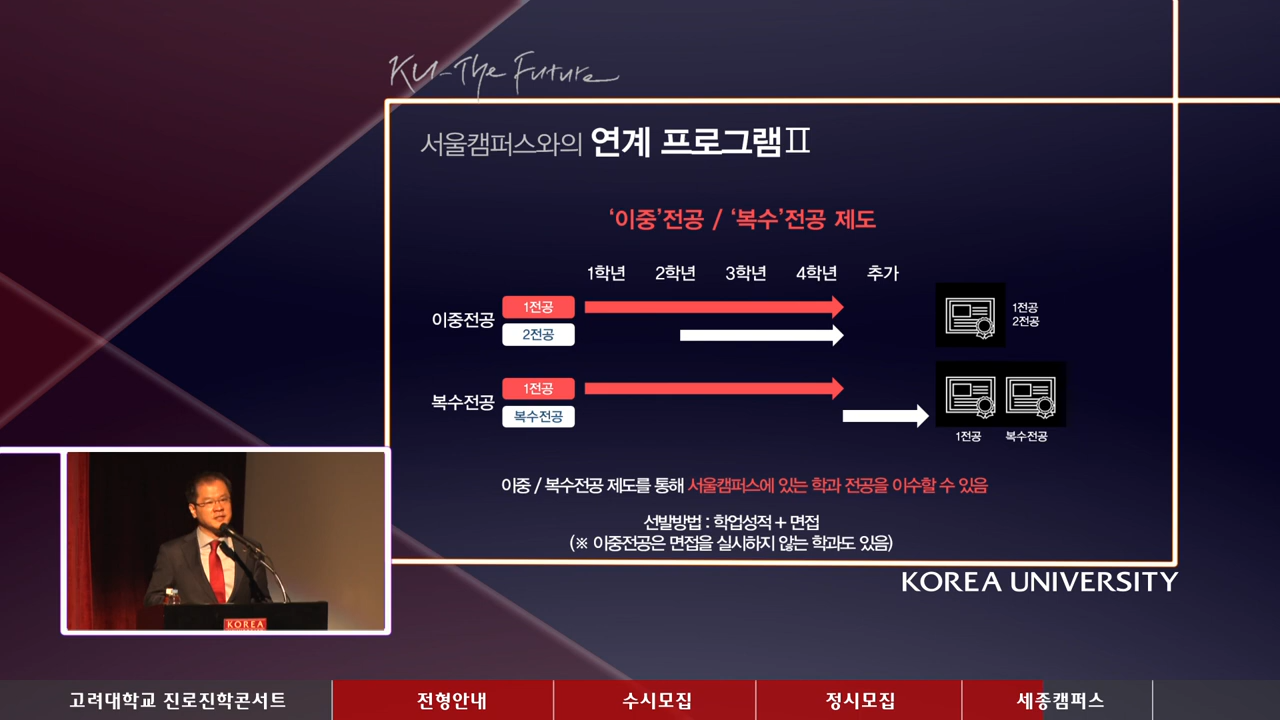 KU-The Future
서울캠퍼스와의 연계 프로그램Ⅱ
‘이중’전공 / ‘복수’전공 제도
1학년 2학년 3학년 4학년 추가
이중전공
1전공
2전공
1전공
2전공
복수전공
1전공
복수전공
1전공 복수전공
이중 / 복수전공 제도를 통해 서울캠퍼스에 있는 학과 전공을 이수할 수 있음
선발방법 : 학업성적 + 면접
(※ 이중전공은 면접을 실시하지 않는 학과도 있음)
KOREA UNIVERSITY
KOREA
고려대학교 진로진학콘서트 전형안내 수시모집 정시모집 세종캠퍼스